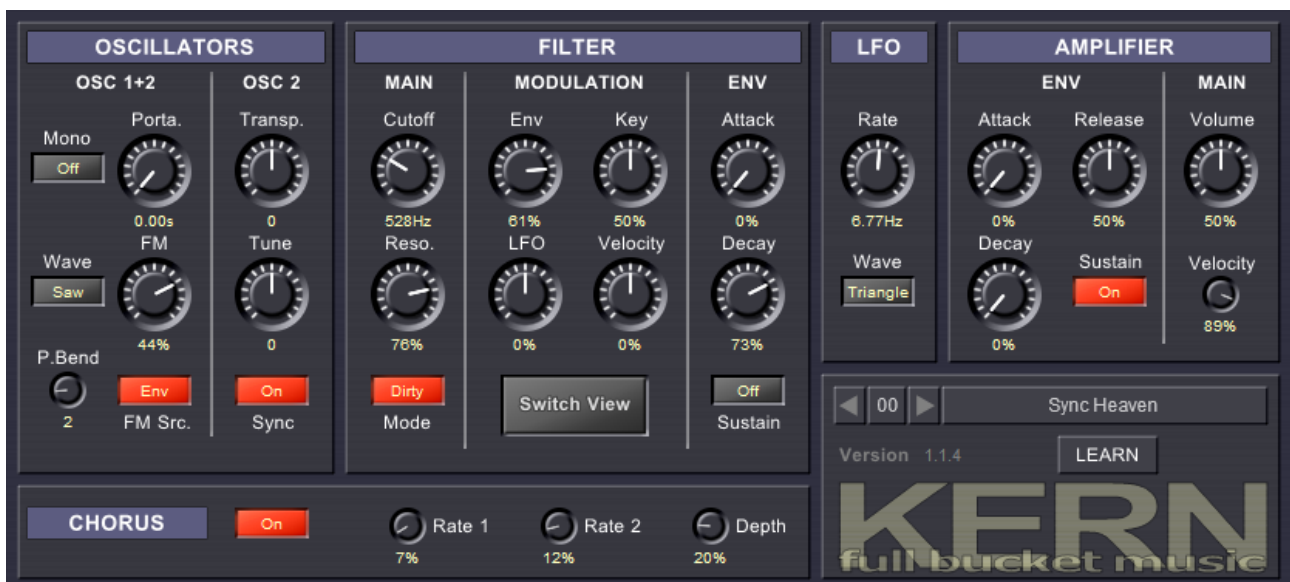 OSCILLATORS
OSC 1+2
OSC 2
Mono
Off
Porta.
0.00s
Transp.
0
Wave
Saw
FM
44%
Tune
0
P.Bend
2
Env
FM Src.
On
Sync
FILTER
MAIN
MODULATION
ENV
Cutoff
528Hz
Env
61%
Key
50%
Attack
0%
Reso.
76%
LFO
0%
Velocity
0%
Decay
73%
Dirty
Mode
Switch View
Off
Sustain
LFO
Rate
6.77Hz
Wave
Triangle
AMPLIFIER
ENV
MAIN
Attack
0%
Release
50%
Volume
50%
Decay
0%
Sustain
On
Velocity
89%
00
Sync Heaven
Version 1.1.4
LEARN
KERN
full bucket music
CHORUS
On
Rate 1
7%
Rate 2
12%
Depth
20%